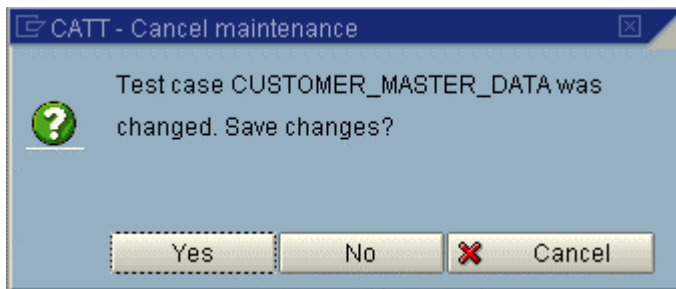 CATT - Cancel maintenance
Test case CUSTOMER_MASTER_DATA was
changed. Save changes?
Yes No Cancel